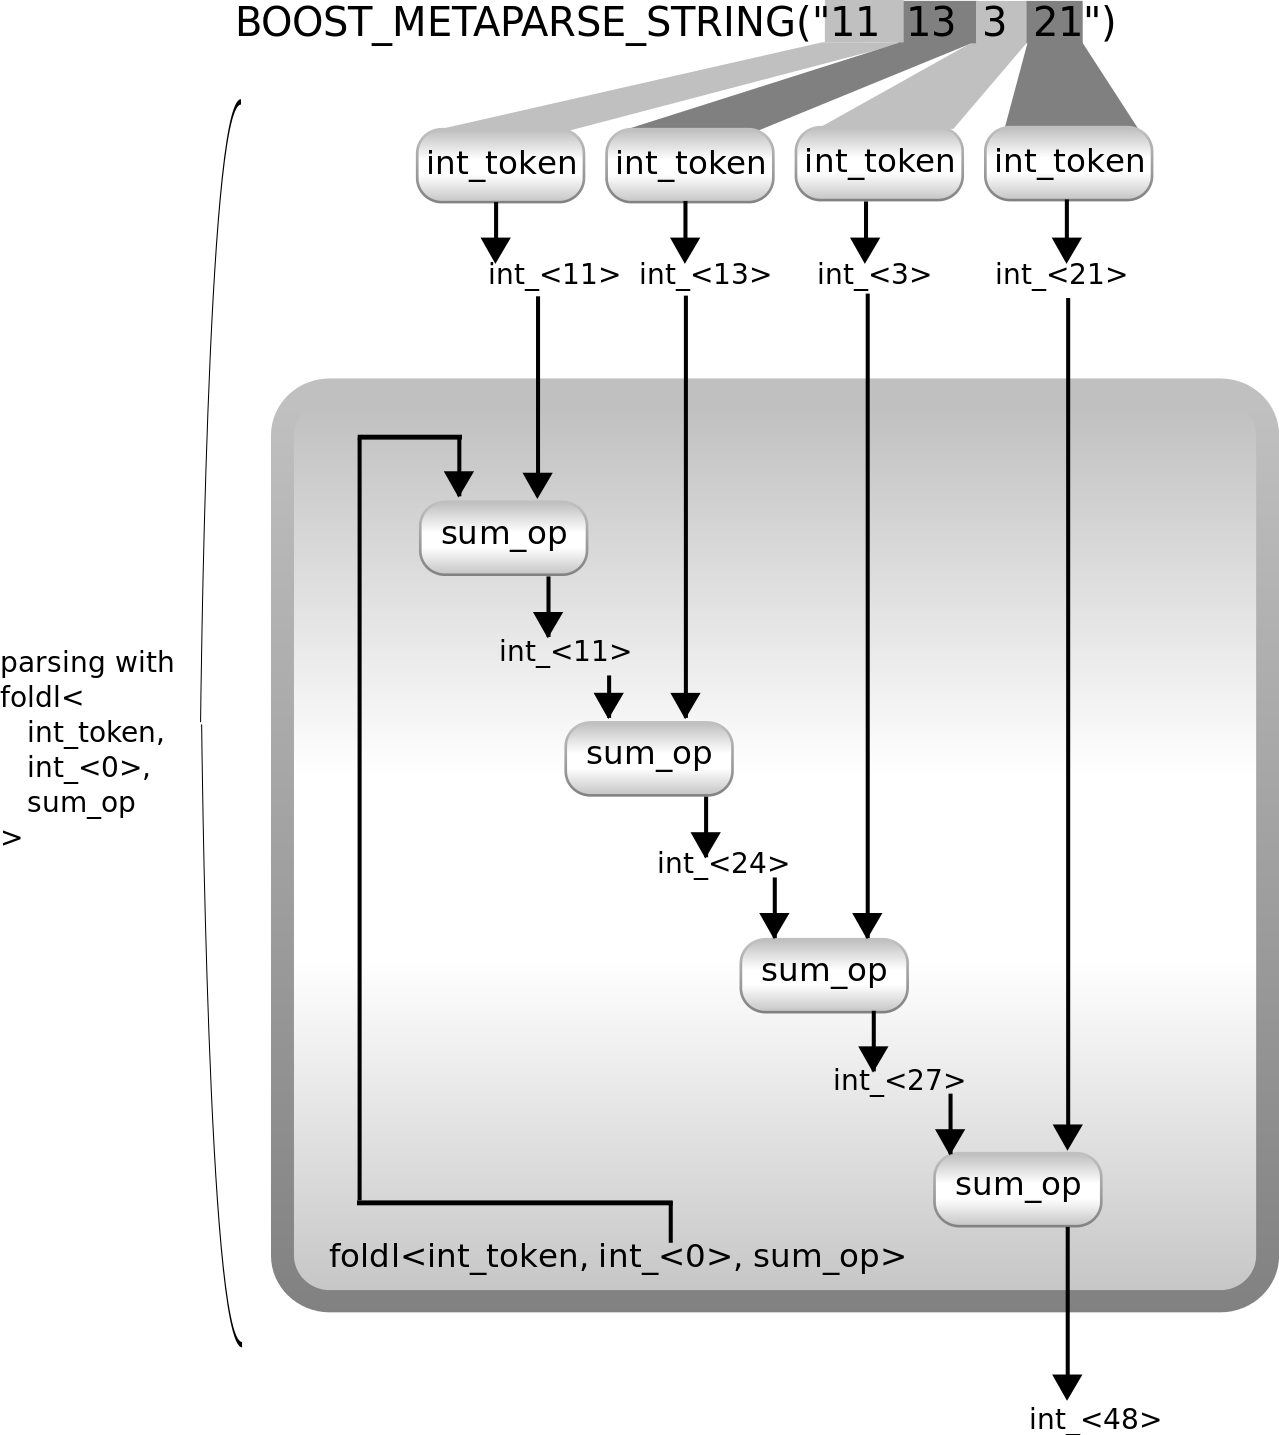 BOOST_METAPARSE_STRING("11 13 3 21")
int_token int_token int_token int_token
int_<11> int_<13> int_<3> int_<21>
sum_op
int_<11>
parsing with
foldl<
int_token,
int_<0>,
sum_op
>
sum_op
int_<24>
sum_op
int_<27>
sum_op
foldl<int_token, int_<0>, sum_op>
int_<48>